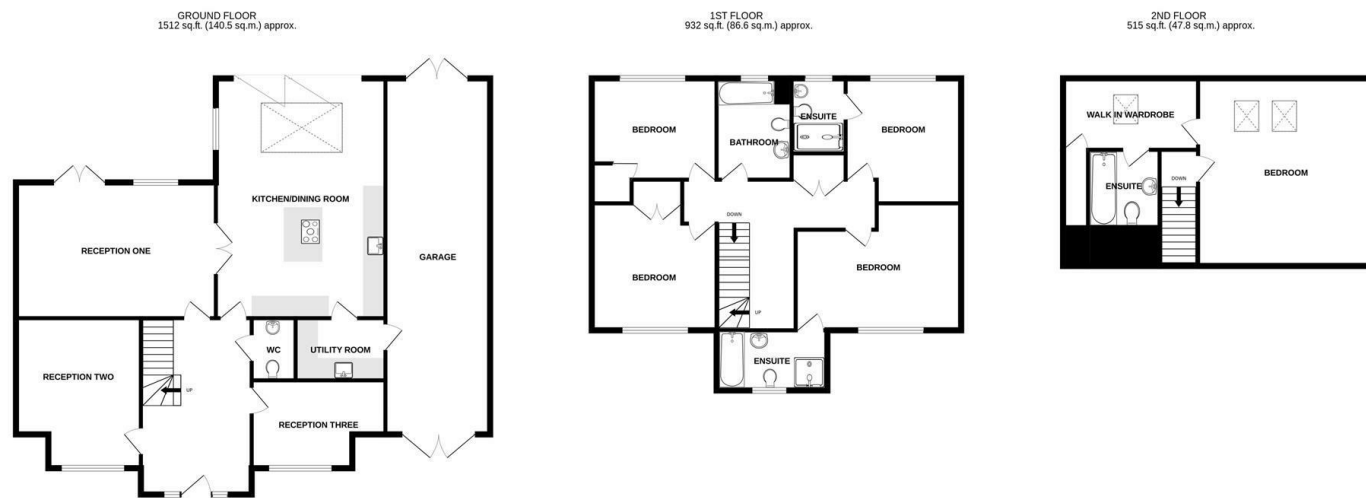 GROUND FLOOR
1512 sq.ft. (140.5 sq.m.) approx.
KITCHEN/DINING ROOM
RECEPTION ONE
GARAGE
WC
UTILITY ROOM
RECEPTION TWO
UP
RECEPTION THREE
1ST FLOOR
932 sq.ft. (86.6 sq.m.) approx.
BEDROOM
BATHROOM
ENSUITE
BEDROOM
DOWN
BEDROOM
BEDROOM
UP
ENSUITE
2ND FLOOR
515 sq.ft. (47.8 sq.m.) approx.
WALK IN WARDROBE
ENSUITE
DOWN
BEDROOM